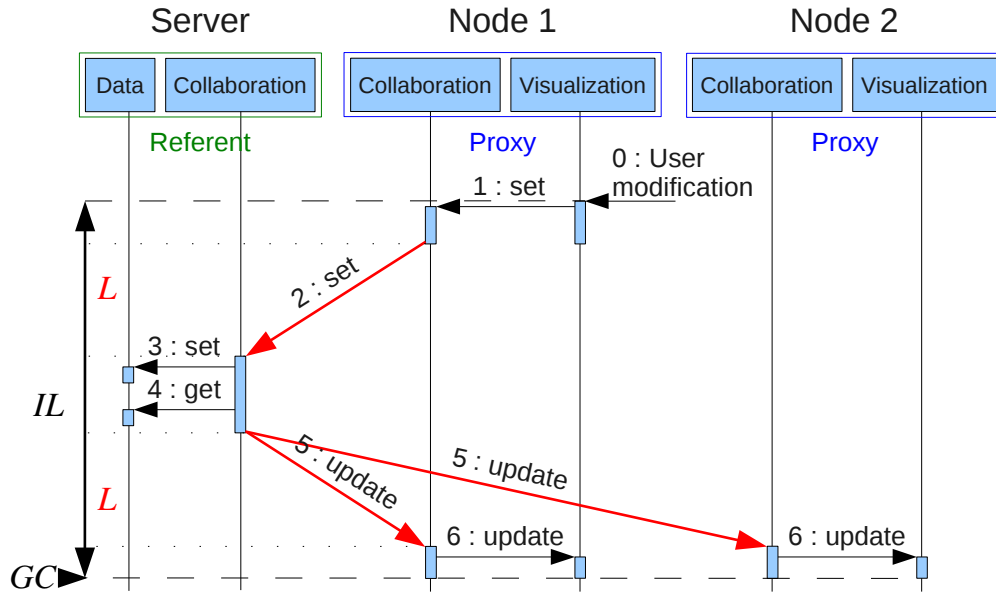 Server
Node 1
Node 2
Data
Collaboration
Collaboration
Visualization
Collaboration
Visualization
Referent
Proxy
Proxy
0 : User
modification
1 : set
2 : set
L
3 : set
4 : get
IL
5 : update
5 : update
L
6 : update
6 : update
GC